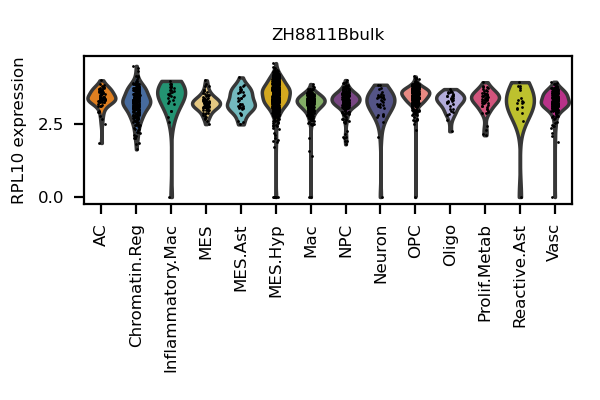 ZH8811Bbulk
RPL10 expression
2.5
0.0
AC
Chromatin.Reg
Inflammatory.Mac
MES
MES.Ast
MES.Hyp
Mac
NPC
Neuron
OPC
Oligo
Prolif.Metab
Reactive.Ast
Vasc